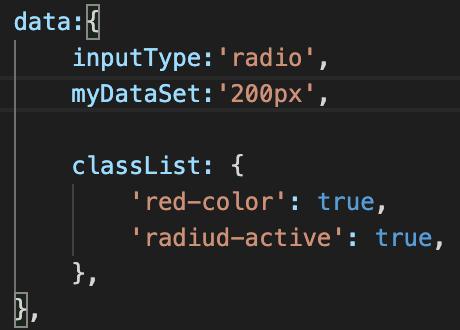 data:{
inputType:'radio',
myDataSet:'200px',
classList: {
'red-color': true,
'radiud-active': true,
},
},